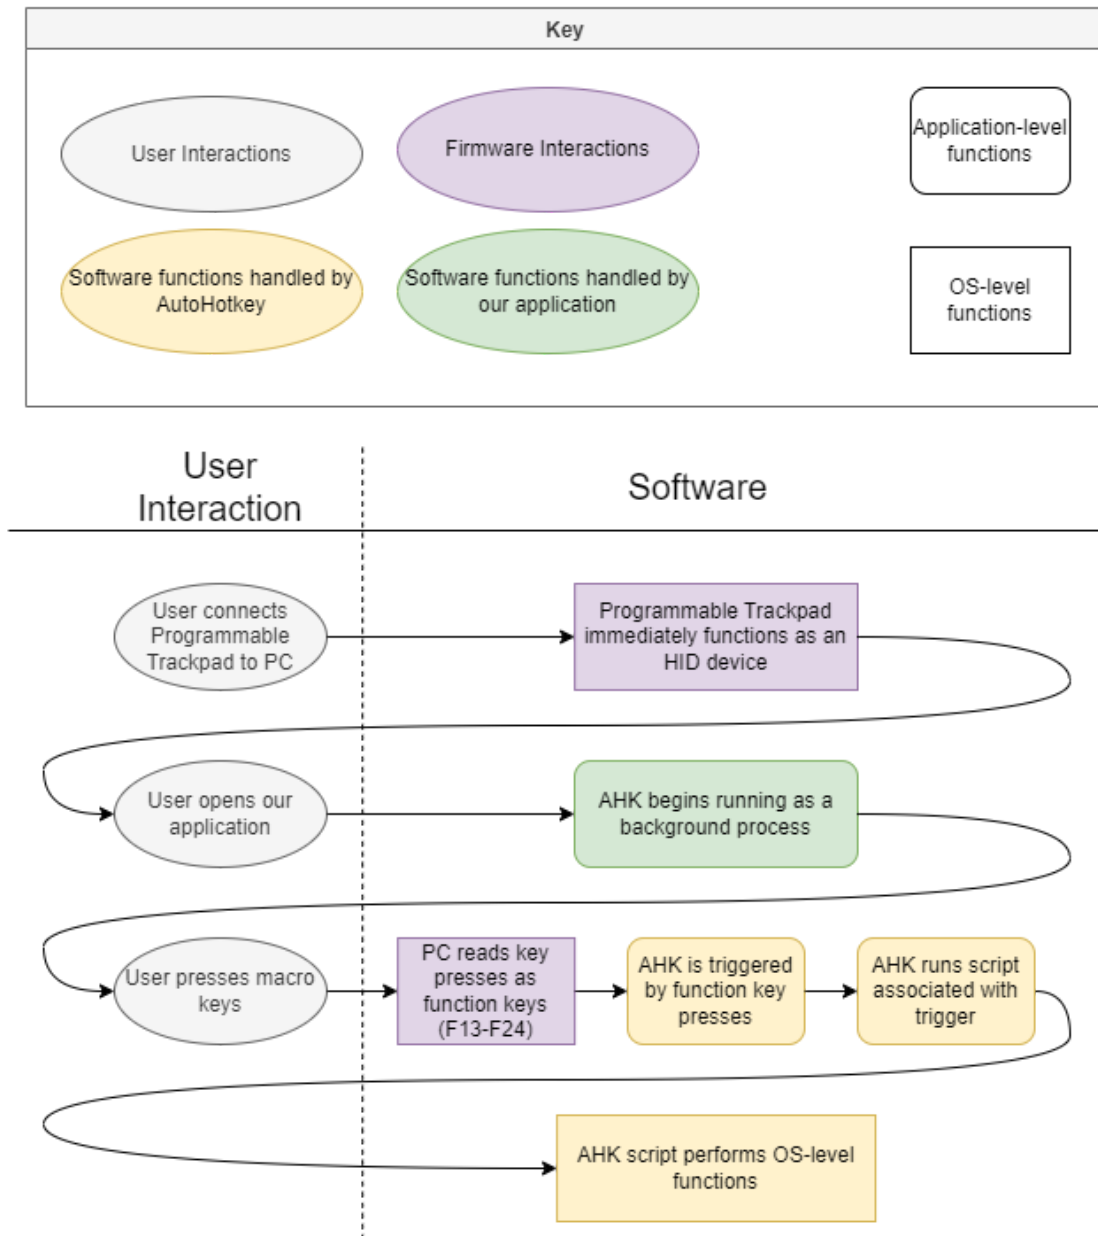 Key
User Interactions
Firmware Interactions
Application-level
functions
Software functions handled by
AutoHotkey
Software functions handled by
our application
OS-level
functions
User
Interaction
Software
User connects
Programmable
Trackpad to PC
Programmable Trackpad
immediately functions as an
HID device
User opens our
application
AHK begins running as a
background process
User presses macro
keys
PC reads key
presses as
function keys
(F13-F24)
AHK is triggered
by function key
presses
AHK runs script
associated with
trigger
AHK script performs OS-level
functions